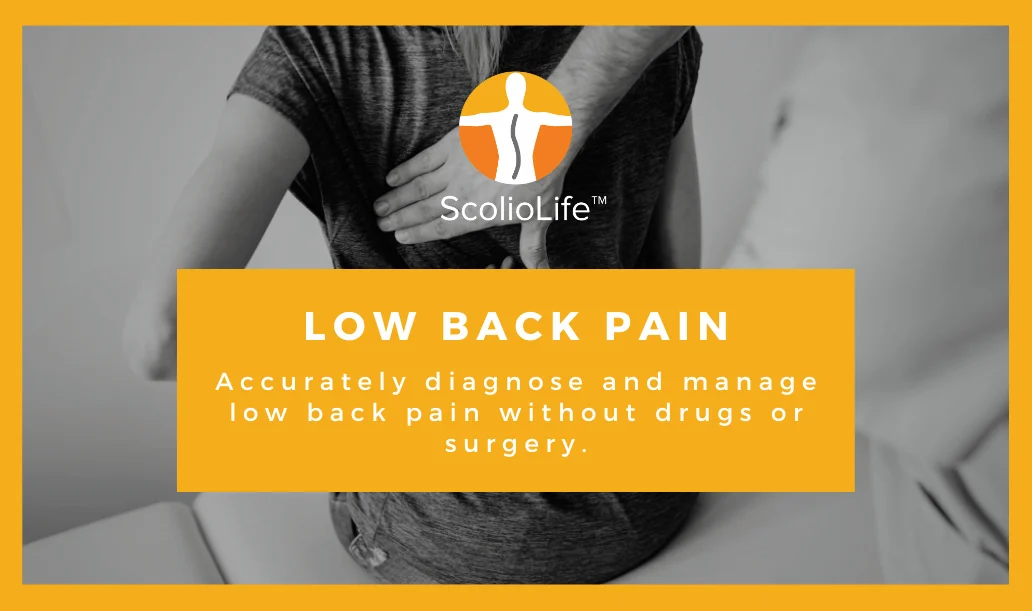 ScolioLife™
LOW BACK PAIN
Accurately diagnose and manage
low back pain without drugs or
surgery.